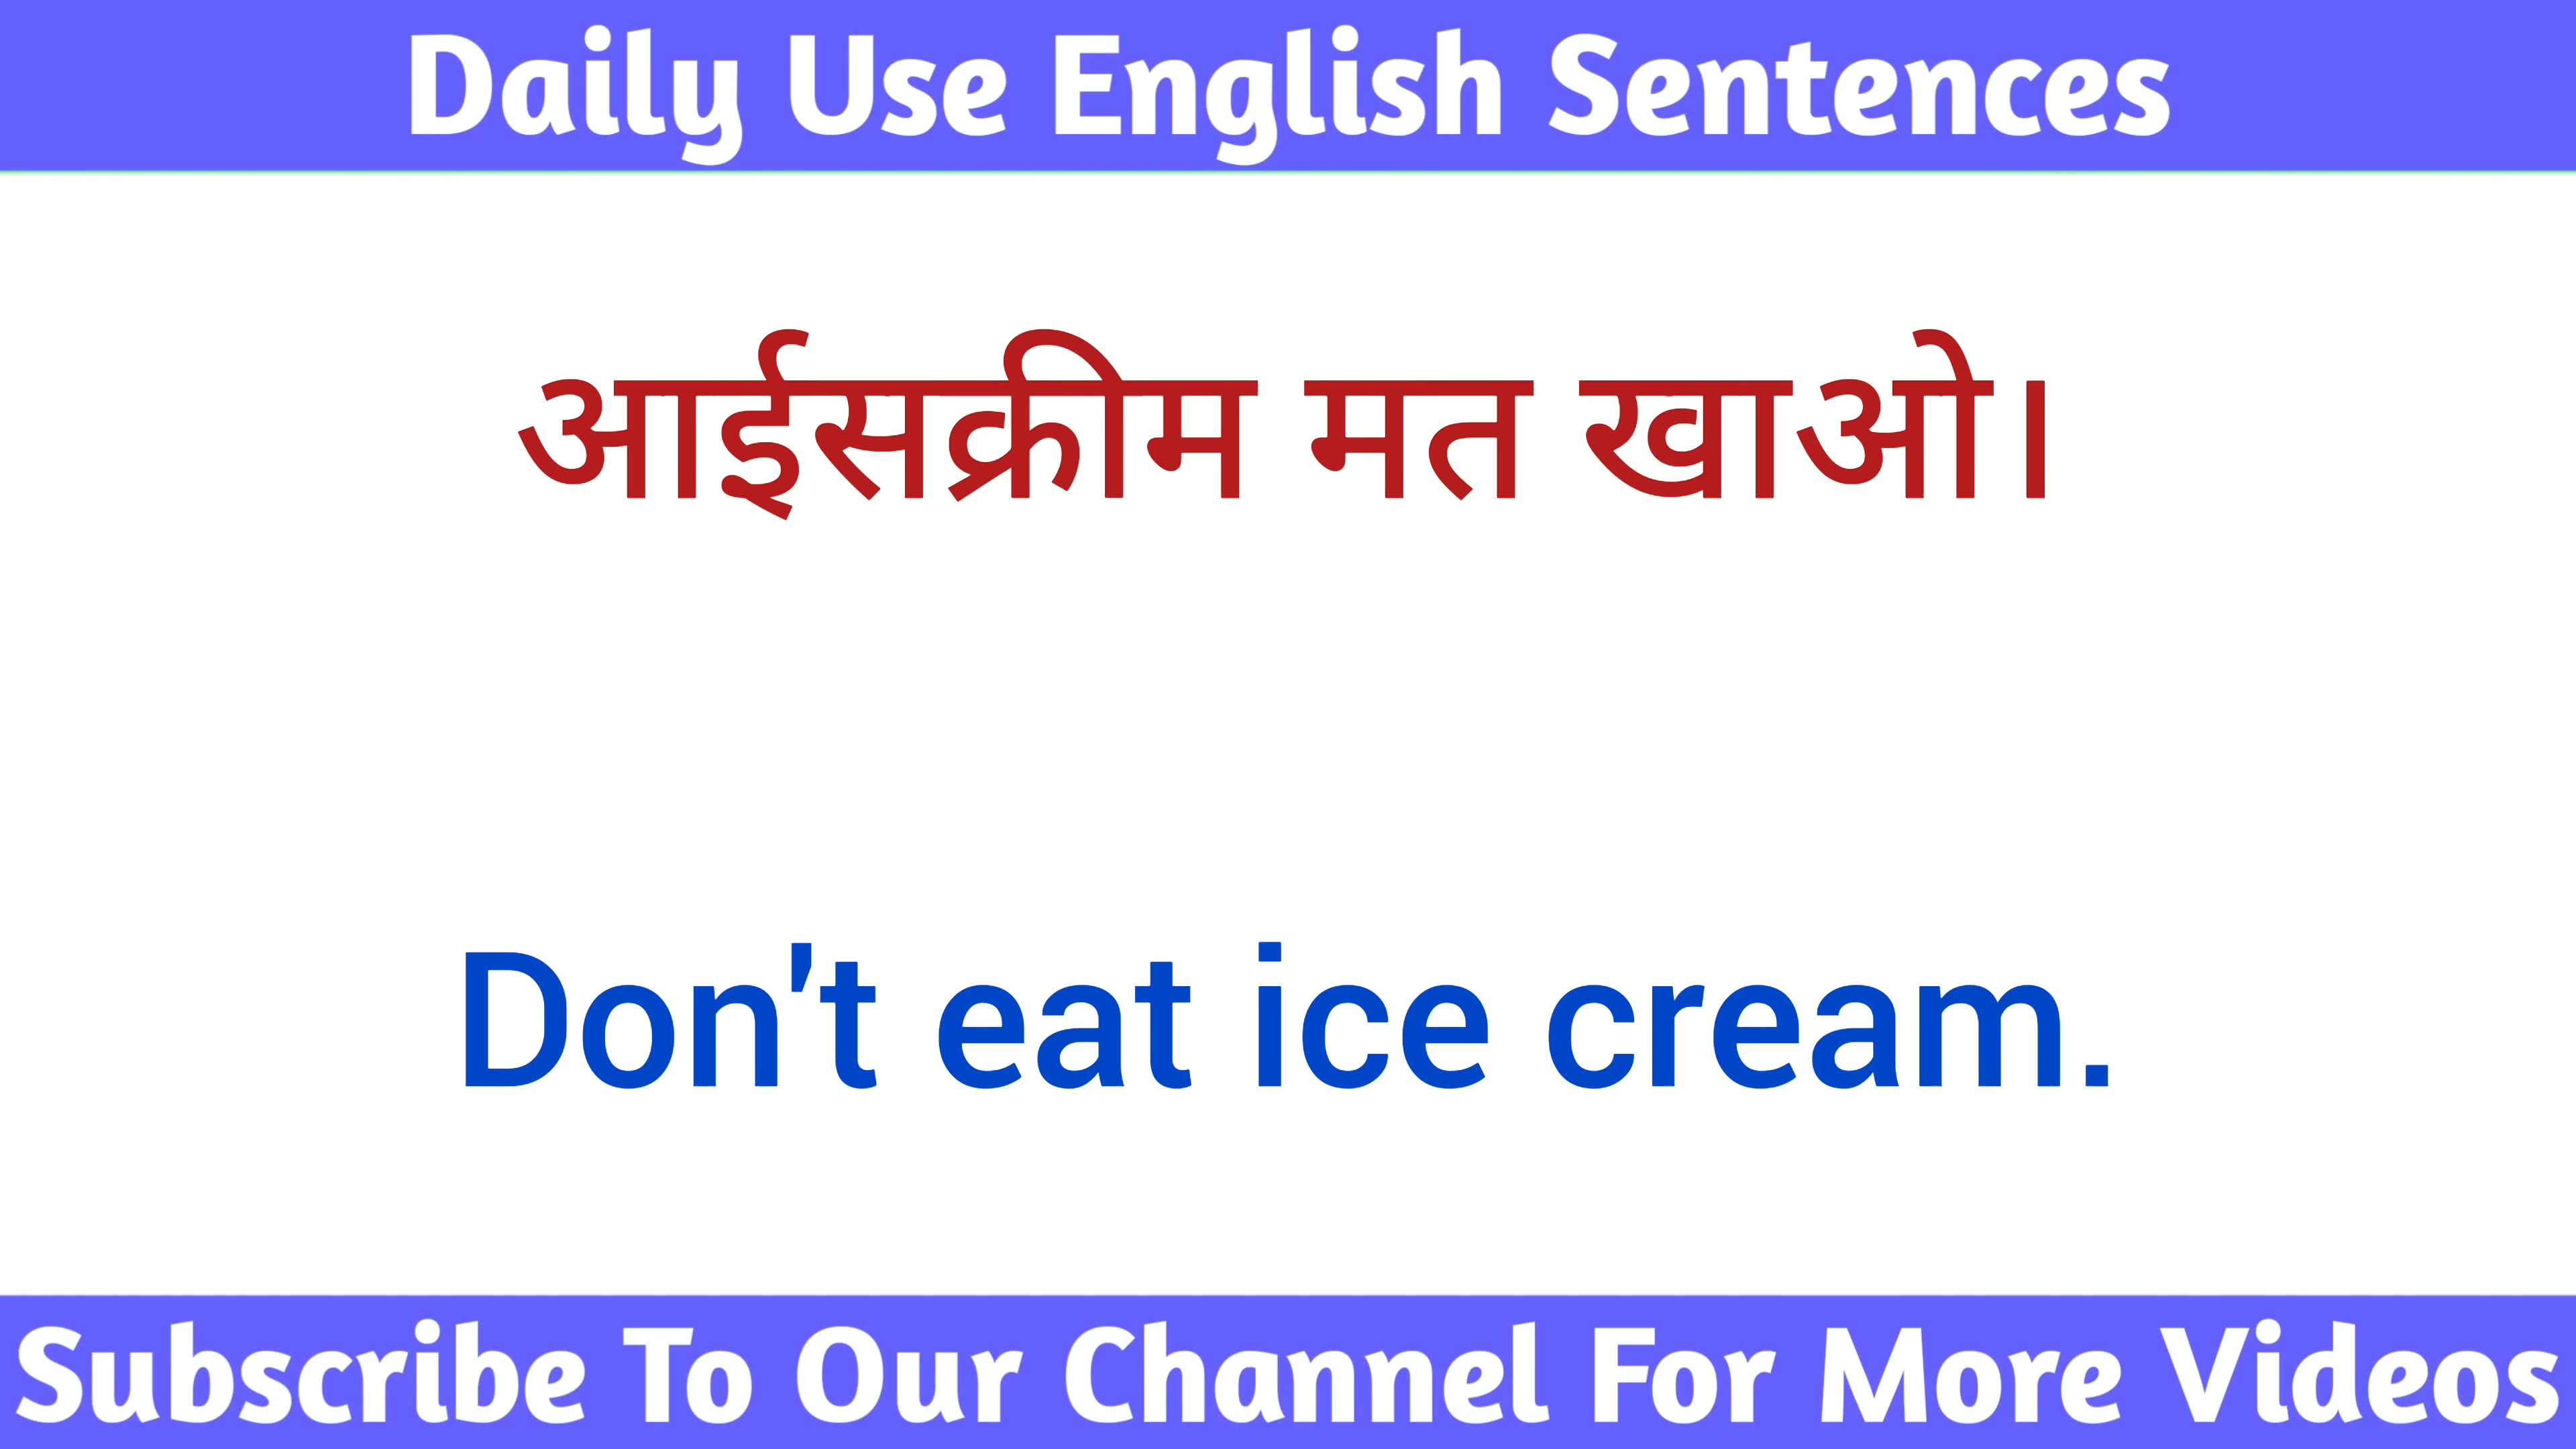 Daily Use English Sentences
आईसक्रीम मत खाओ।
Don't eat ice cream.
Subscribe To Our Channel For More Videos